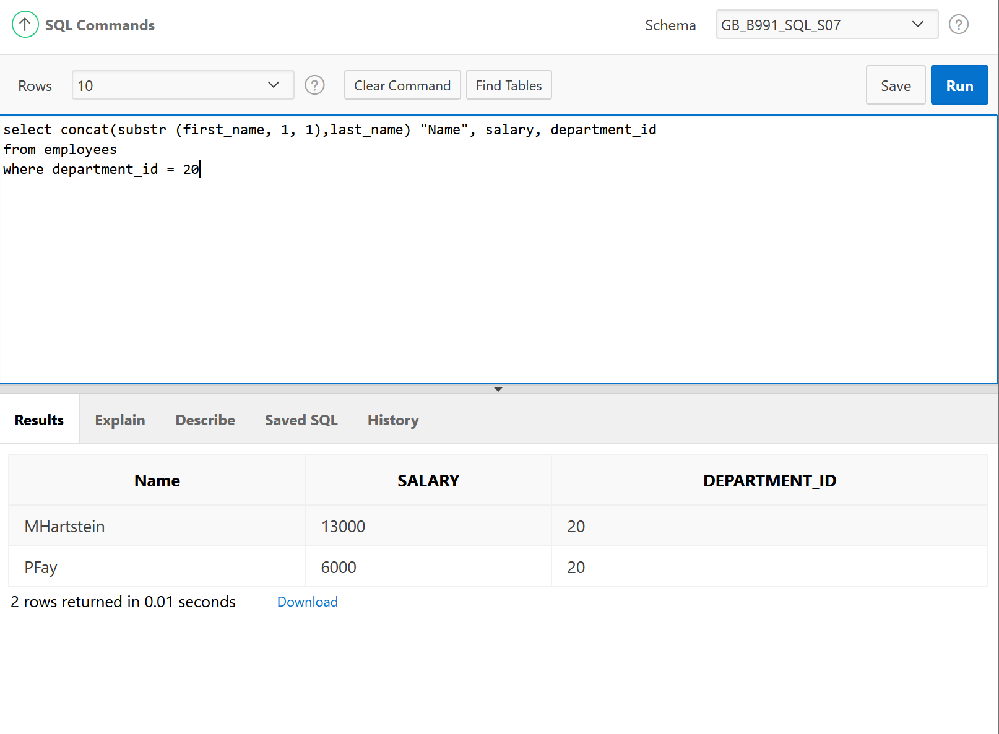 SQL Commands Schema GB_B991_SQL_S07 ?
Rows 10 ? Clear Command Find Tables Save Run
select concat(substr (first_name, 1, 1),last_name) "Name", salary, department_id
from employees
where department_id = 20
Results Explain Describe Saved SQL History
Name SALARY DEPARTMENT_ID
MHartstein 13000 20
PFay 6000 20
2 rows returned in 0.01 seconds Download